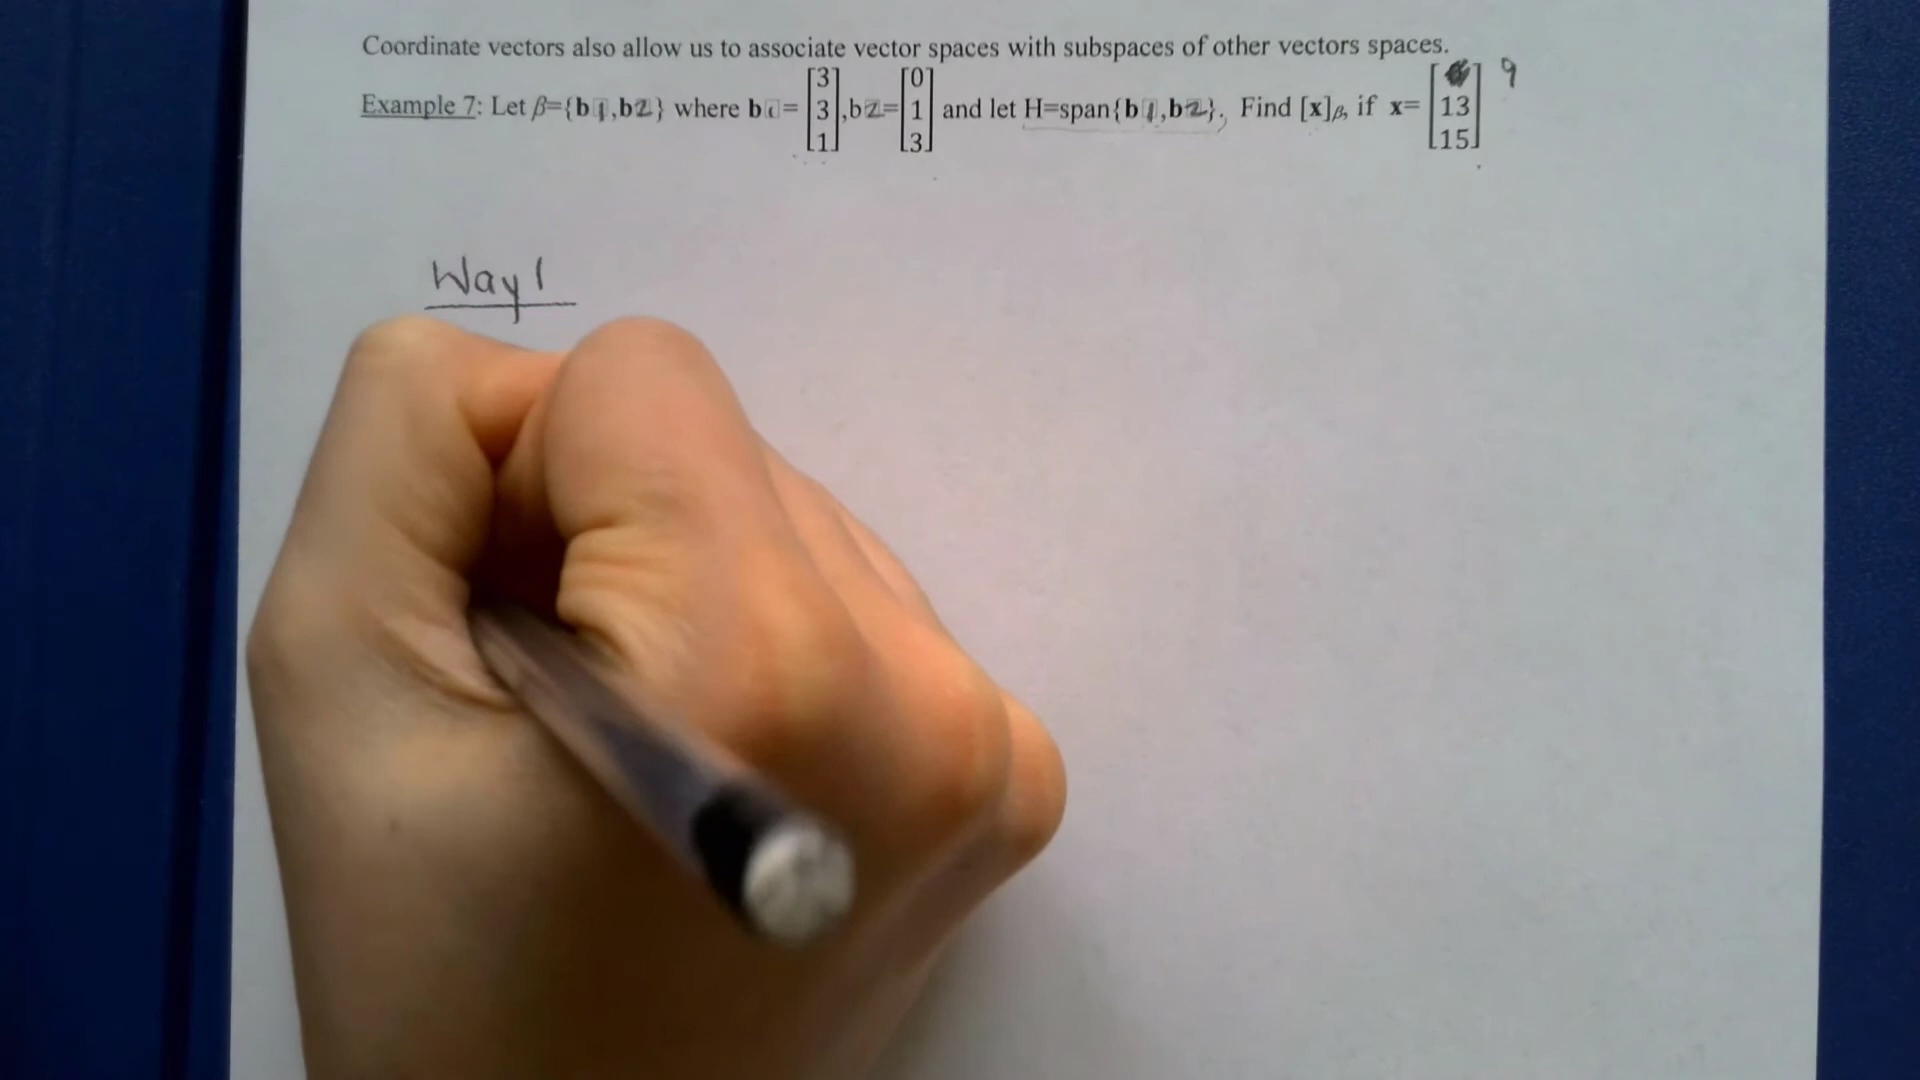 Coordinate vectors also allow us to associate vector spaces with subspaces of other vectors spaces.
Example 7: Let β={b1,b2} where b1=[3 3 1],b2=[0 1 3] and let H=span{b1,b2}. Find [x]β, if x=[13 15] 9
Way 1